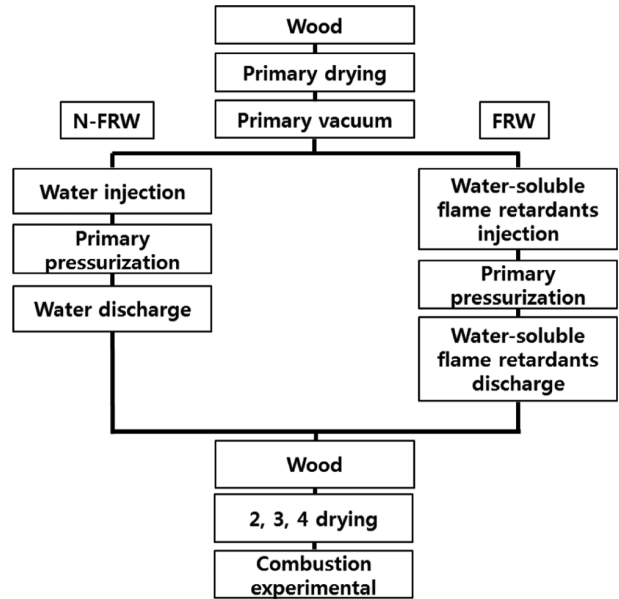 Wood
Primary drying
Primary vacuum
N-FRW
FRW
Water injection
Primary
pressurization
Water discharge
Water-soluble
flame retardants
injection
Primary
pressurization
Water-soluble
flame retardants
discharge
Wood
2, 3, 4 drying
Combustion
experimental